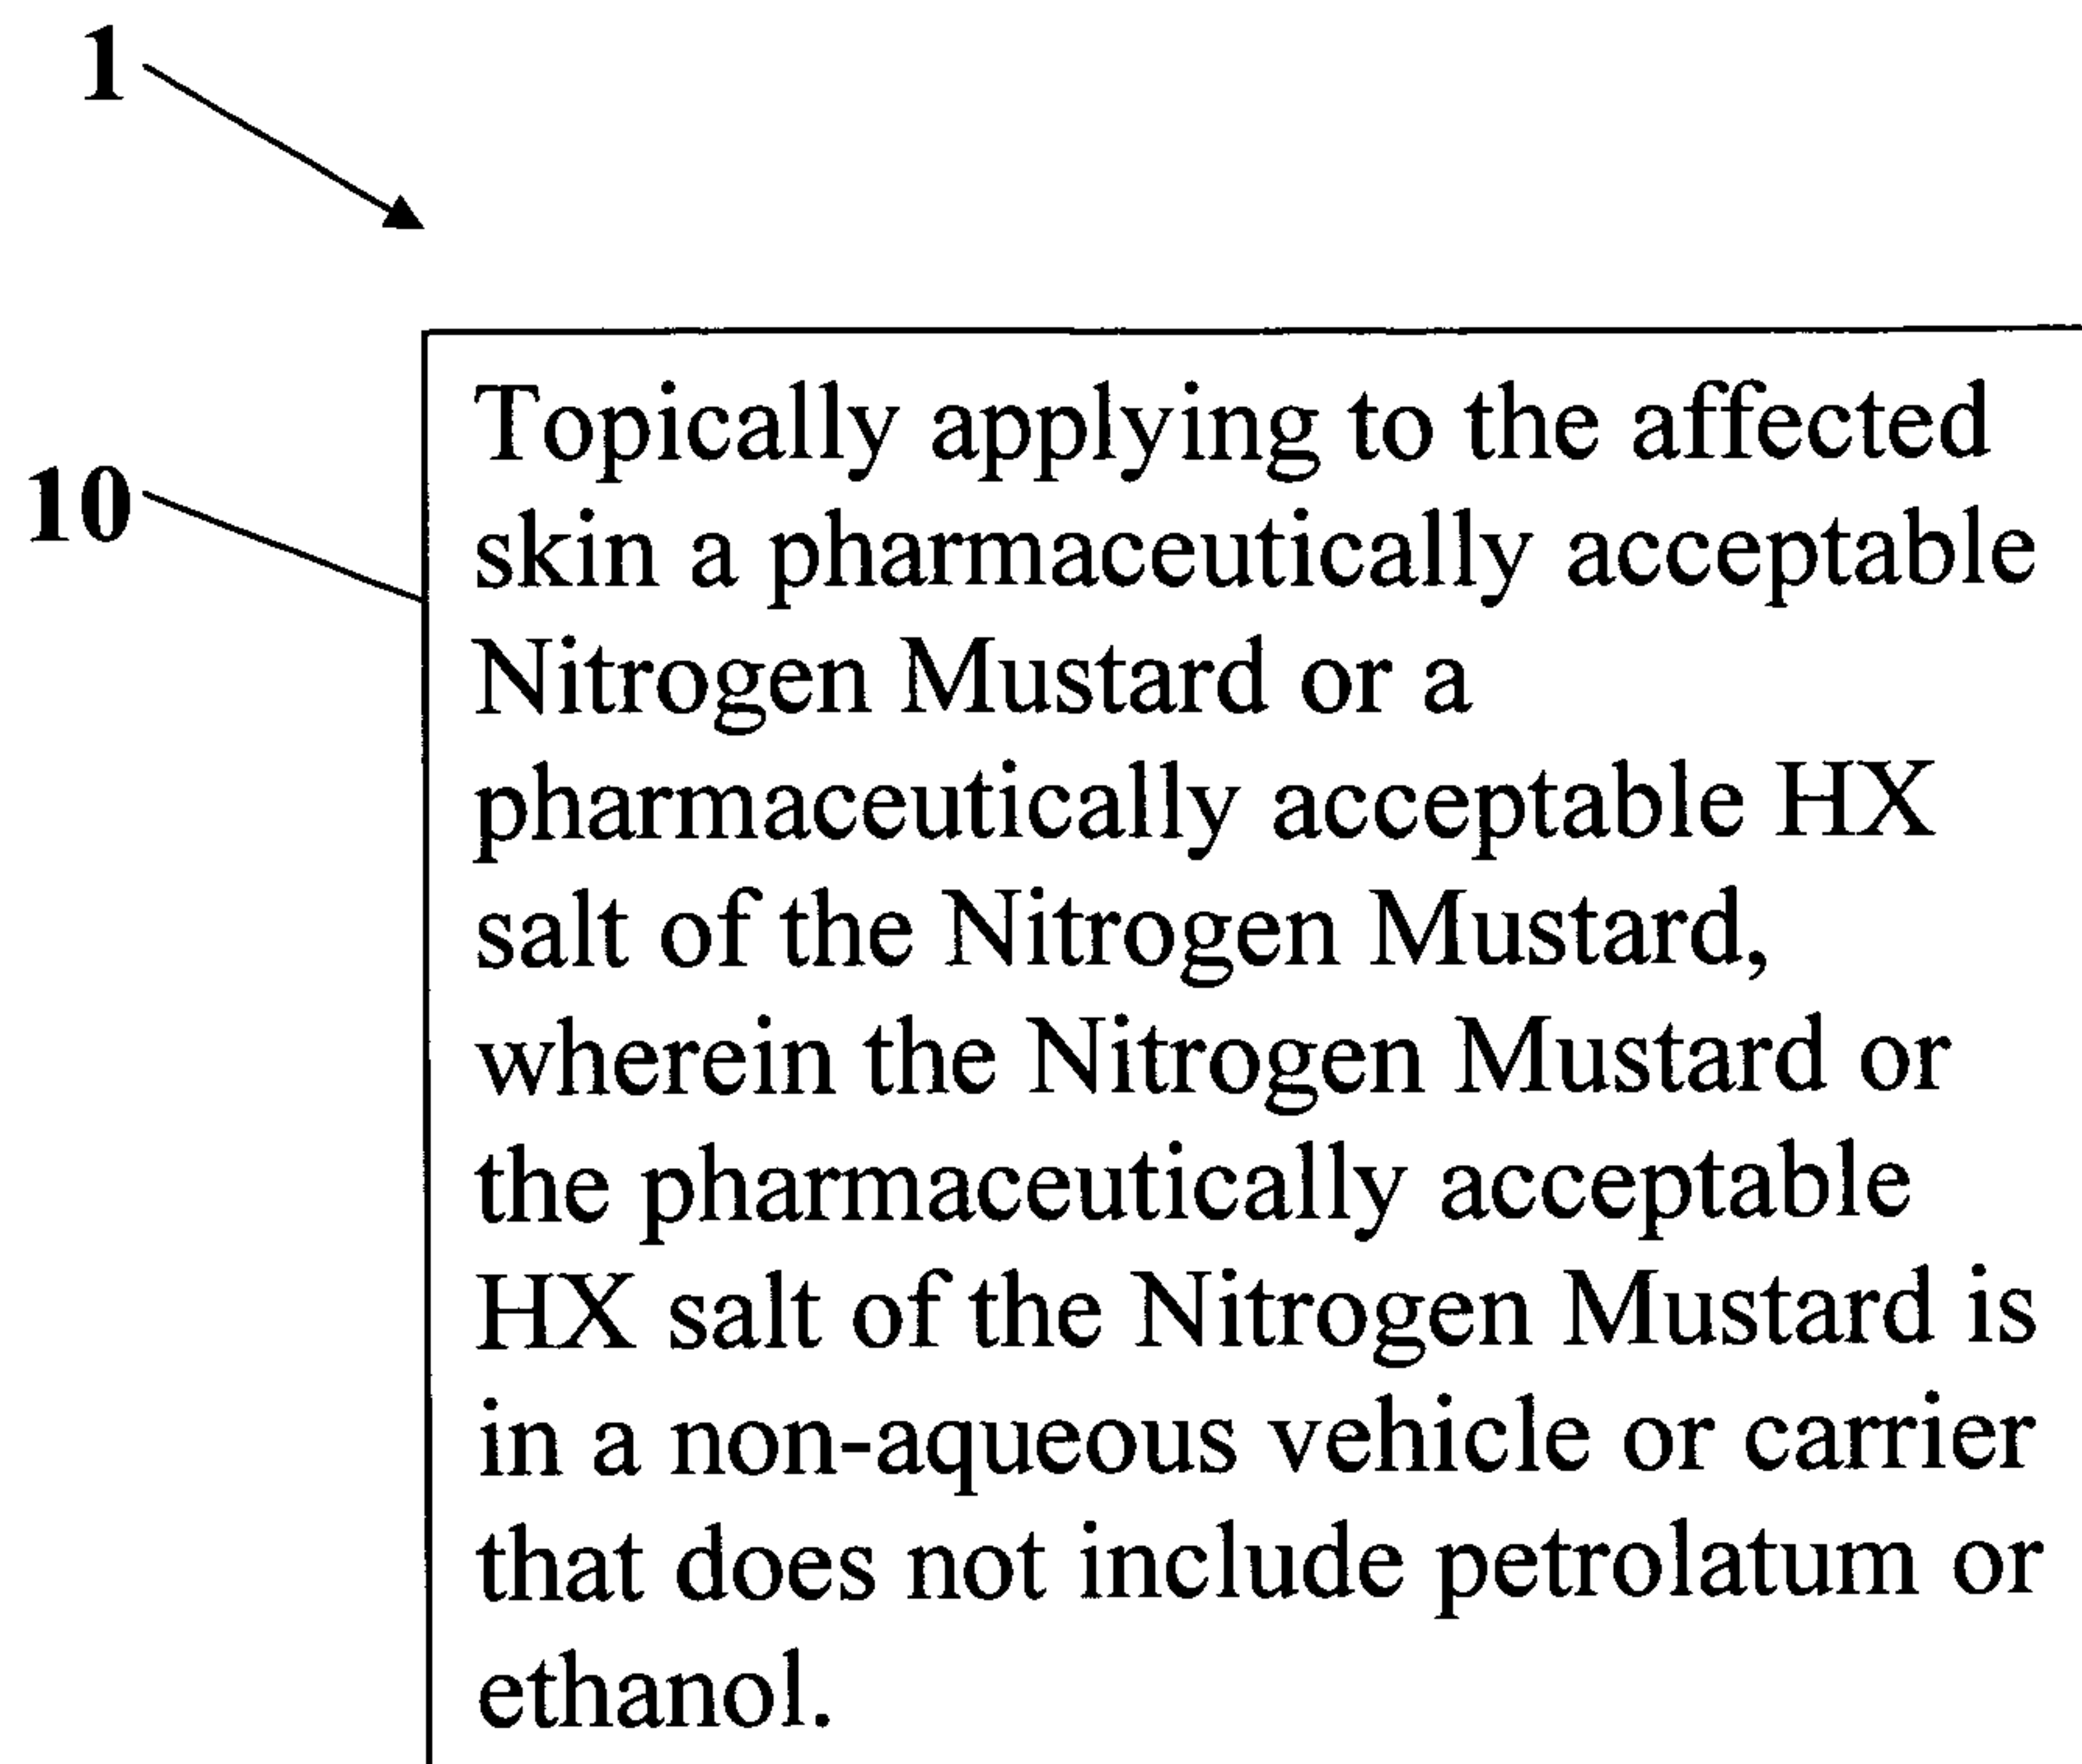 1
Topically applying to the affected
10
skin a pharmaceutically acceptable
Nitrogen Mustard or a
pharmaceutically acceptable HX
salt of the Nitrogen Mustard,
wherein the Nitrogen Mustard or
the pharmaceutically acceptable
HX salt of the Nitrogen Mustard is
in a non-aqueous vehicle or carrier
that does not include petrolatum or
ethanol.